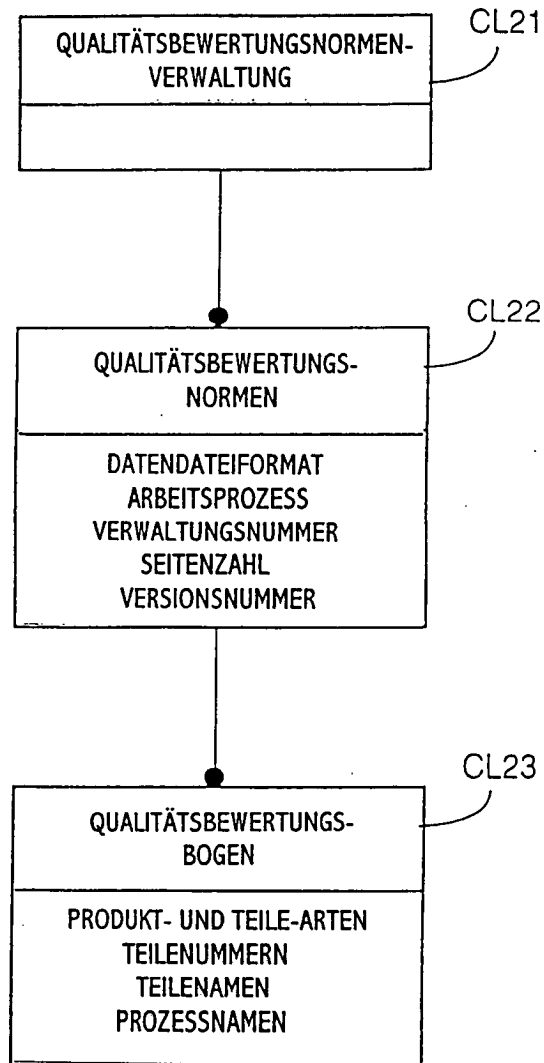 CL21
QUALITÄTSBEWERTUNGSNORMEN-
VERWALTUNG
CL22
QUALITÄTSBEWERTUNGS-
NORMEN
DATENDATEIFORMAT
ARBEITSPROZESS
VERWALTUNGSNUMMER
SEITENZAHL
VERSIONSNUMMER
CL23
QUALITÄTSBEWERTUNGS-
BOGEN
PRODUKT- UND TEILE-ARTEN
TEILENUMMERN
TEILENAMEN
PROZESSNAMEN